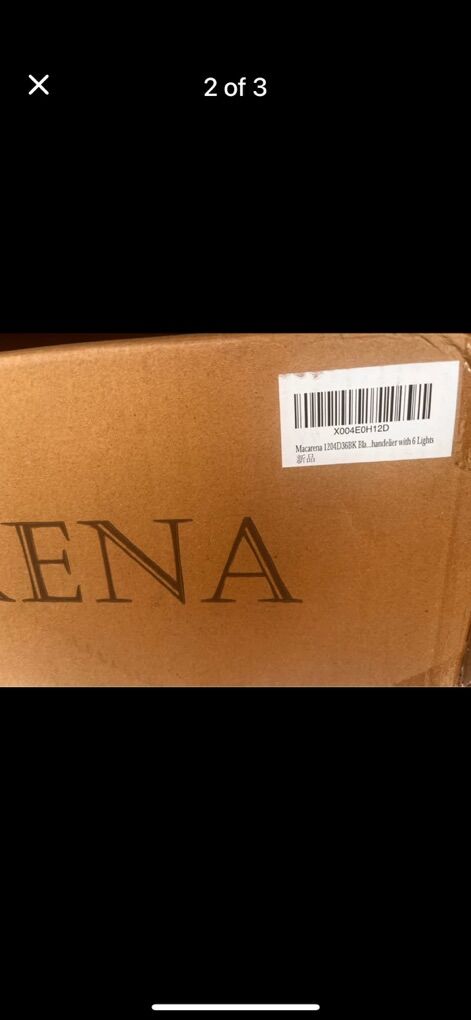 2 of 3
X004E0H12D
Macarena 1204D36BK Bla...handelier with 6 Lights
新品
ENA